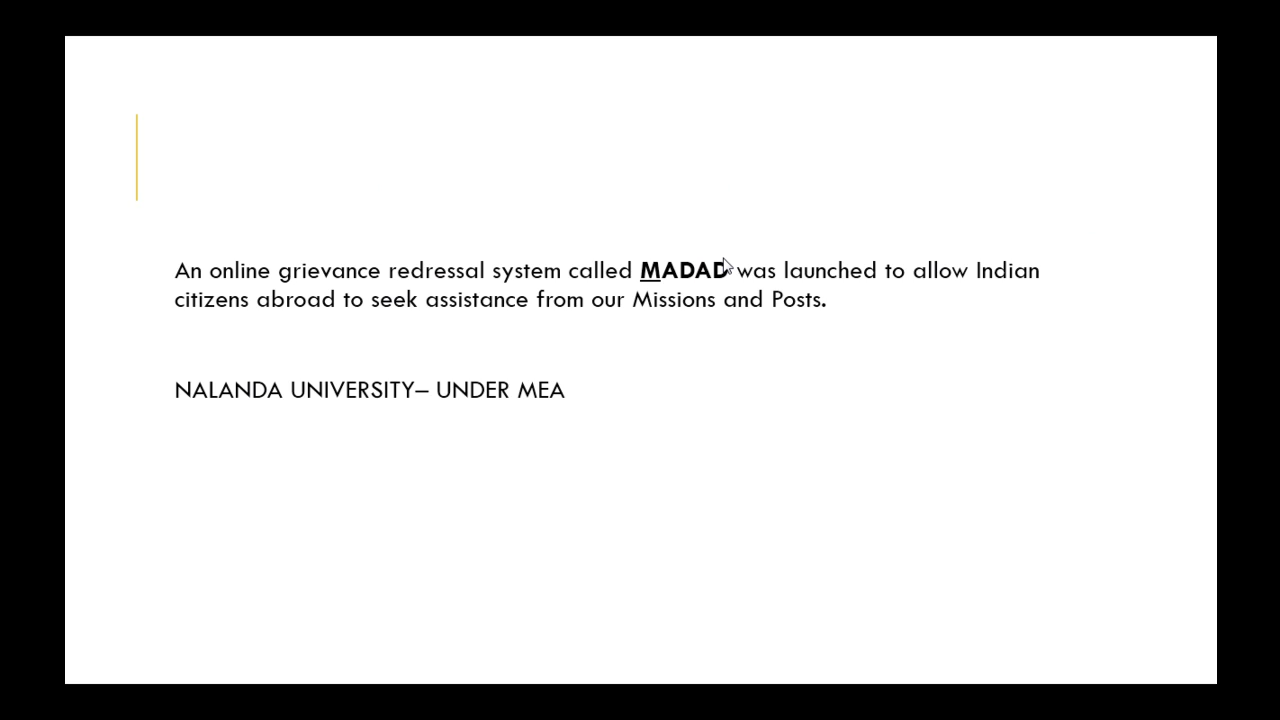 An online grievance redressal system called MADAD was launched to allow Indian
citizens abroad to seek assistance from our Missions and Posts.
NALANDA UNIVERSITY– UNDER MEA